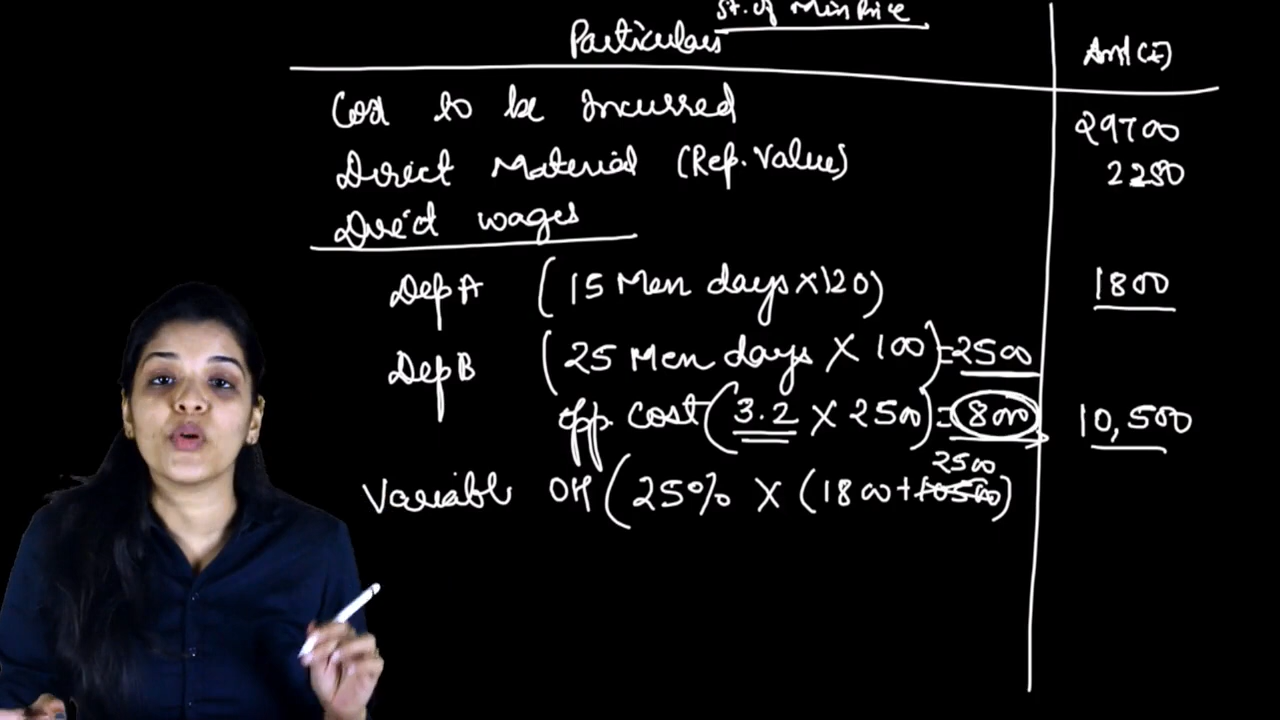 St. of Min Price
Particulars Amt(₹)
Cost to be Incurred 29700
Direct Material (Rep. Value) 2250
Direct wages
Dep A (15 Men days × 120) 1800
Dep B (25 Men days × 100) = 2500
Opp. cost (3.2 × 2500) = 8000 10,500
2500
Variable OH (25% × (1800+10500)